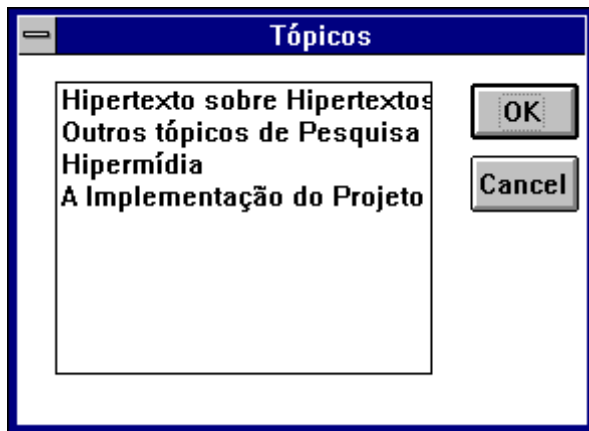 Tópicos
Hipertexto sobre Hipertextos
Outros tópicos de Pesquisa
Hipermídia
A Implementação do Projeto
OK
Cancel